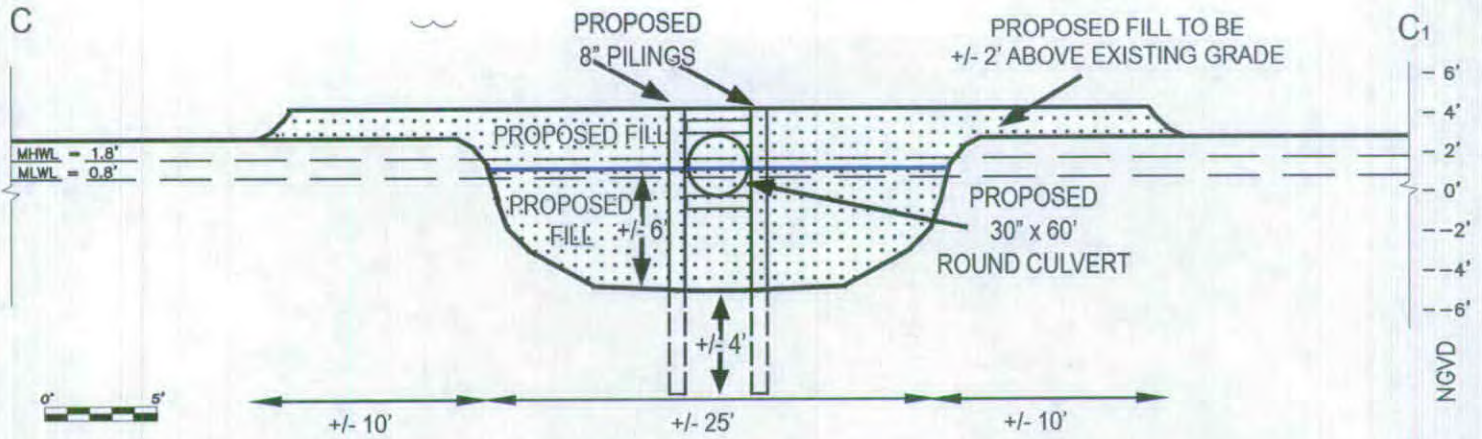 C
C1
PROPOSED
8" PILINGS
PROPOSED FILL TO BE
+/- 2' ABOVE EXISTING GRADE
6'
4'
2'
0'
-2'
-4'
-6'
NGVD
MHWL = 1.8'
MLWL = 0.8'
PROPOSED FILL
PROPOSED
FILL
+/- 6'
PROPOSED
30" x 60'
ROUND CULVERT
+/- 4'
0'
5'
+/- 10'
+/- 25'
+/- 10'